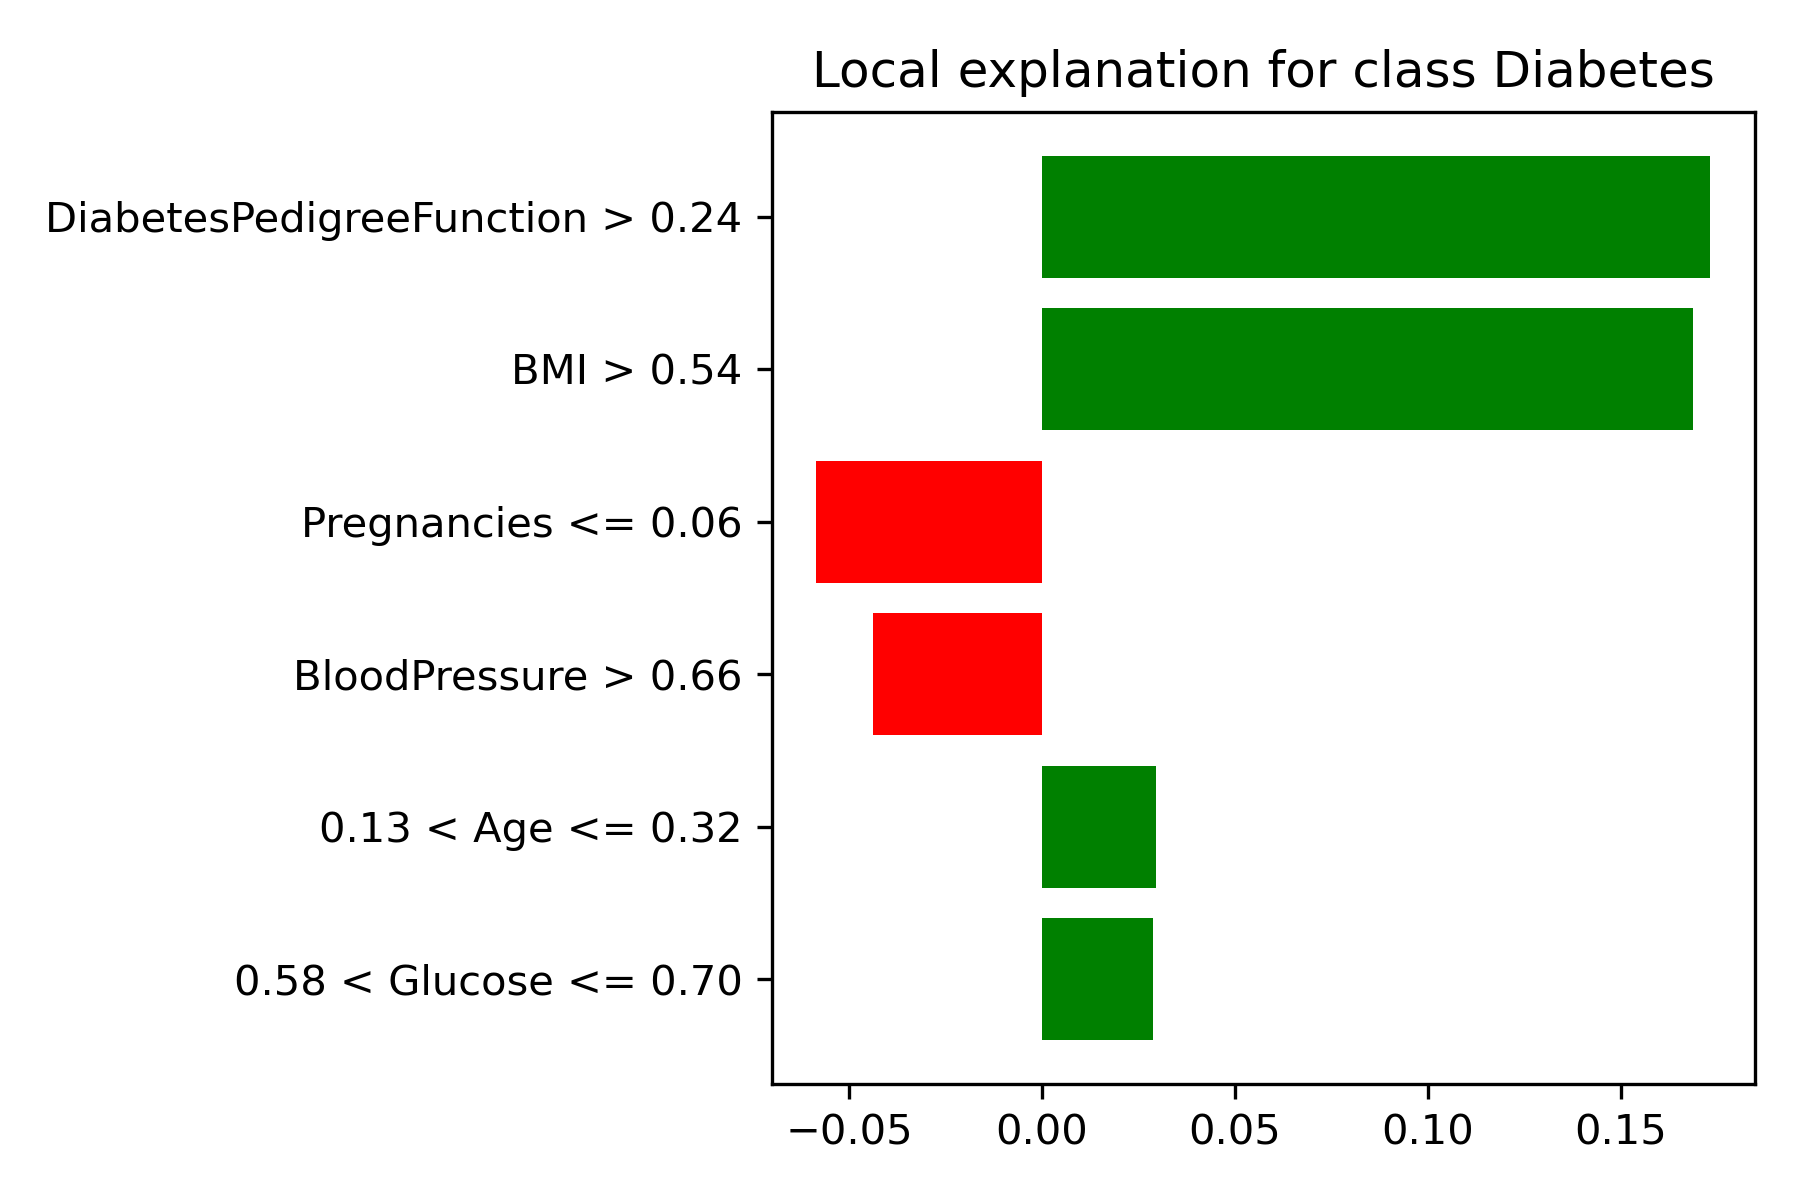 Local explanation for class Diabetes
DiabetesPedigreeFunction > 0.24
BMI > 0.54
Pregnancies <= 0.06
BloodPressure > 0.66
0.13 < Age <= 0.32
0.58 < Glucose <= 0.70
−0.05 0.00 0.05 0.10 0.15